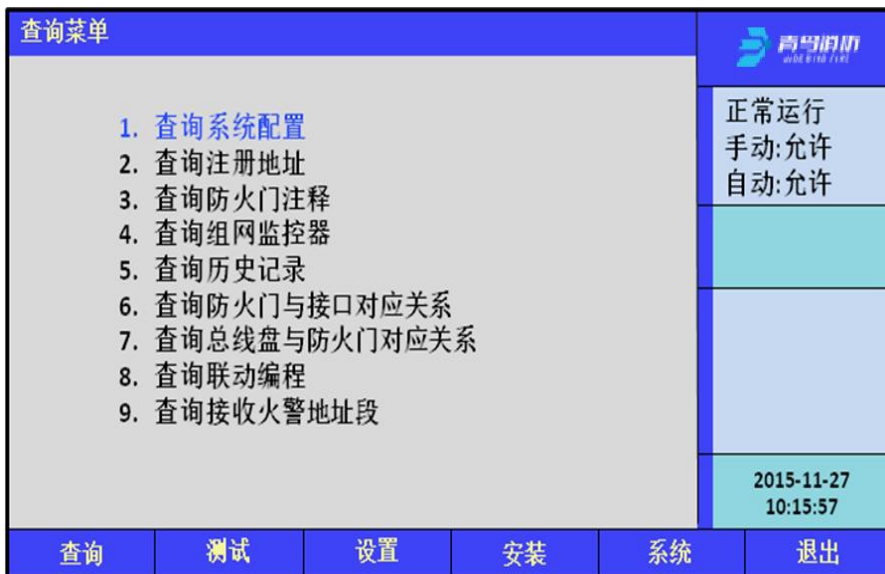 查询菜单
青鸟消防
JADE BIRD FIRE
1. 查询系统配置
2. 查询注册地址
3. 查询防火门注释
4. 查询组网监控器
5. 查询历史记录
6. 查询防火门与接口对应关系
7. 查询总线盘与防火门对应关系
8. 查询联动编程
9. 查询接收火警地址段
正常运行
手动:允许
自动:允许
2015-11-27
10:15:57
查询 测试 设置 安装 系统 退出